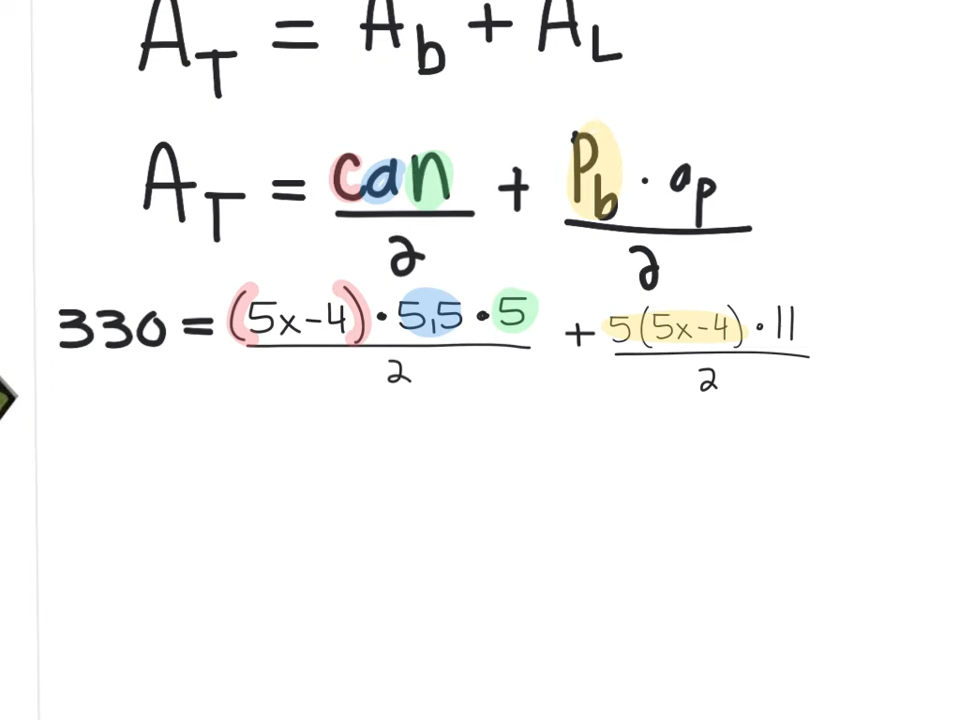 A_T = A_b + A_L
A_T = can/2 + P_b · ap/2
330 = (5x-4)·5,5·5/2 + 5(5x-4)·11/2